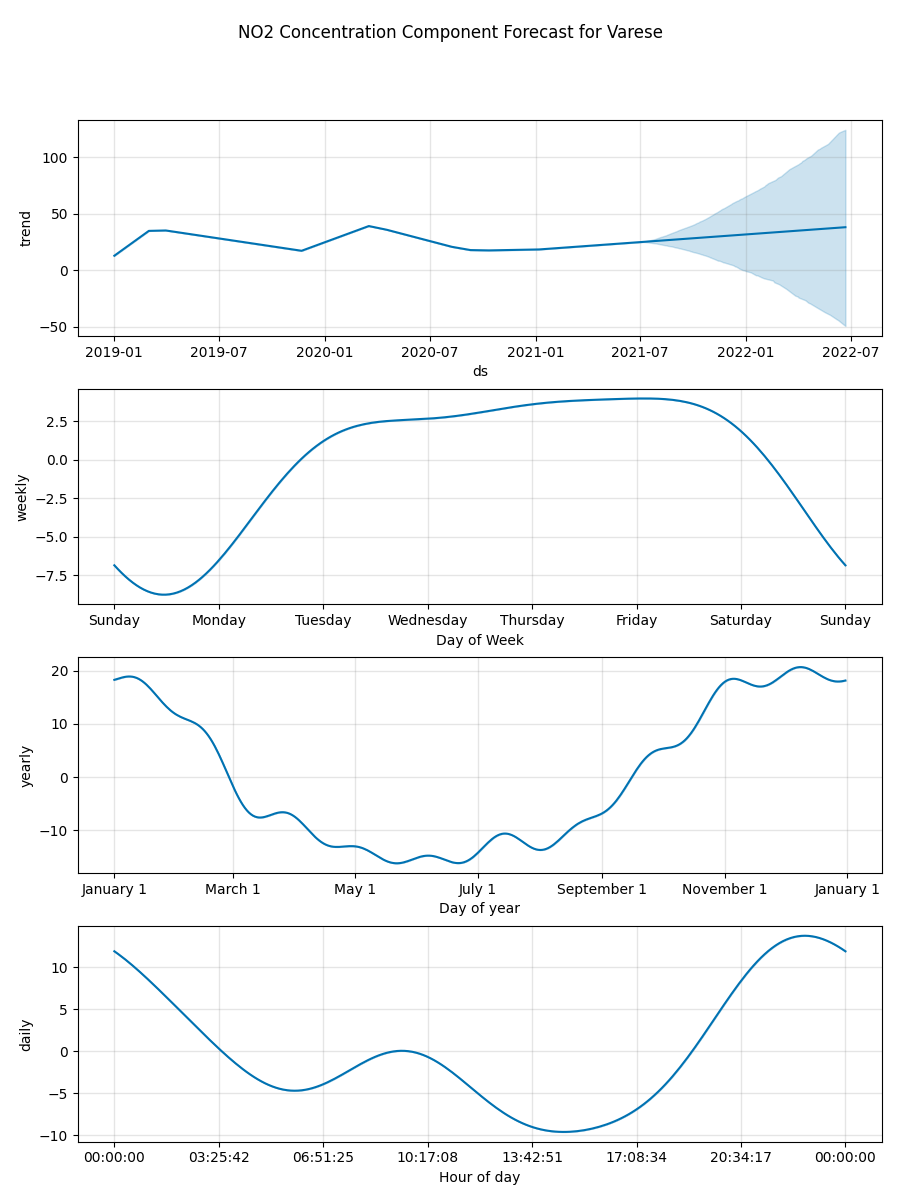 NO2 Concentration Component Forecast for Varese
trend
100
50
0
−50
2019-01 2019-07 2020-01 2020-07 2021-01 2021-07 2022-01 2022-07
ds
weekly
2.5
0.0
−2.5
−5.0
−7.5
Sunday Monday Tuesday Wednesday Thursday Friday Saturday Sunday
Day of Week
yearly
20
10
0
−10
January 1 March 1 May 1 July 1 September 1 November 1 January 1
Day of year
daily
10
5
0
−5
−10
00:00:00 03:25:42 06:51:25 10:17:08 13:42:51 17:08:34 20:34:17 00:00:00
Hour of day